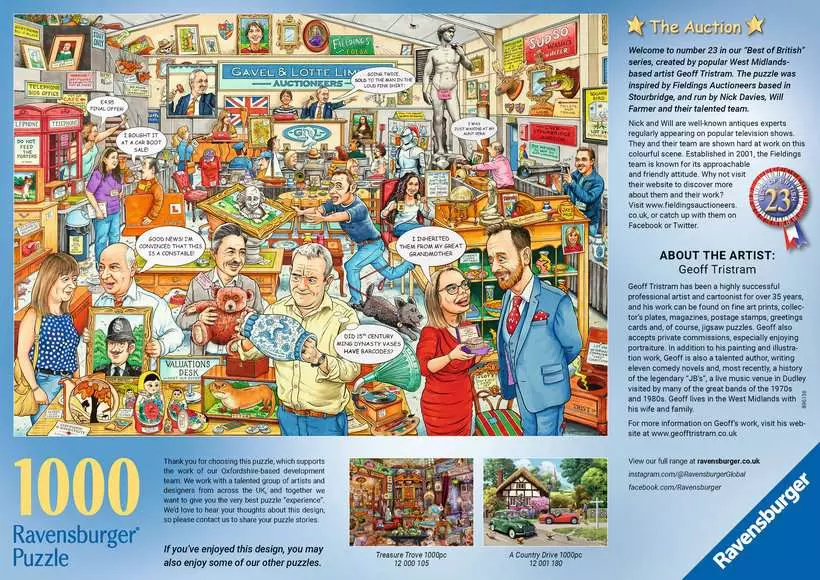 STAFF ONLY
TELEPHONE SIDE OFFICE
£4.95 FINAL OFFER!
TELEPHONE
TELEPHONE
DO NOT FEED THE PORTERS
I BOUGHT IT
AT A CAR BOOT
SALE!
FIELDINGS
GAVEL & LOTTE LIM
AUCTIONEERS
GOING TWICE,
SOLD TO THE MAN IN THE
LOUD PINK SHIRT!
SUDSO
I WAS
JUST WAXING AT MY
GOOD NEWS! I'M
CONVINCED THAT THIS
IS A CONSTABLE!
I INHERITED
THEM FROM MY GREAT
GRANDMOTHER
DID 15TH CENTURY
MING DYNASTY VASES
HAVE BARCODES?
VALUATIONS
DESK
The Auction
Welcome to number 23 in our "Best of British"
series, created by popular West Midlands-
based artist Geoff Tristram. The puzzle was
inspired by Fieldings Auctioneers based in
Stourbridge, and run by Nick Davies, Will
Farmer and their talented team.
Nick and Will are well-known antiques experts
regularly appearing on popular television shows.
They and their team are shown hard at work on this
colourful scene. Established in 2001, the Fieldings
team is known for its approachable
and friendly attitude. Why not visit
their website to discover more
about them and their work?
Visit www.fieldingsauctioneers.
co.uk, or catch up with them on
Facebook or Twitter.
23
ABOUT THE ARTIST:
Geoff Tristram
Geoff Tristram has been a highly successful
professional artist and cartoonist for over 35 years,
and his work can be found on fine art prints, collec-
tor's plates, magazines, postage stamps, greetings
cards and, of course, jigsaw puzzles. Geoff also
accepts private commissions, especially enjoying
portraiture. In addition to his painting and illustra-
tion work, Geoff is also a talented author, writing
eleven comedy novels and, most recently, a history
of the legendary "JB's", a live music venue in Dudley
visited by many of the great bands of the 1970s
and 1980s. Geoff lives in the West Midlands with
his wife and family.
For more information on Geoff's work, visit his web-
site at www.geofftristram.co.uk
1000
Ravensburger®
Puzzle
Thank you for choosing this puzzle, which supports
the work of our Oxfordshire-based development
team. We work with a talented group of artists and
designers from across the UK, and together we
want to give you the very best puzzle "experience".
We'd love to hear your thoughts about this design,
so please contact us to share your puzzle stories.
If you've enjoyed this design, you may
also enjoy some of our other puzzles.
Treasure Trove 1000pc
12 000 105
A Country Drive 1000pc
12 001 180
View our full range at ravensburger.co.uk
instagram.com/@RavensburgerGlobal
facebook.com/Ravensburger
Ravensburger